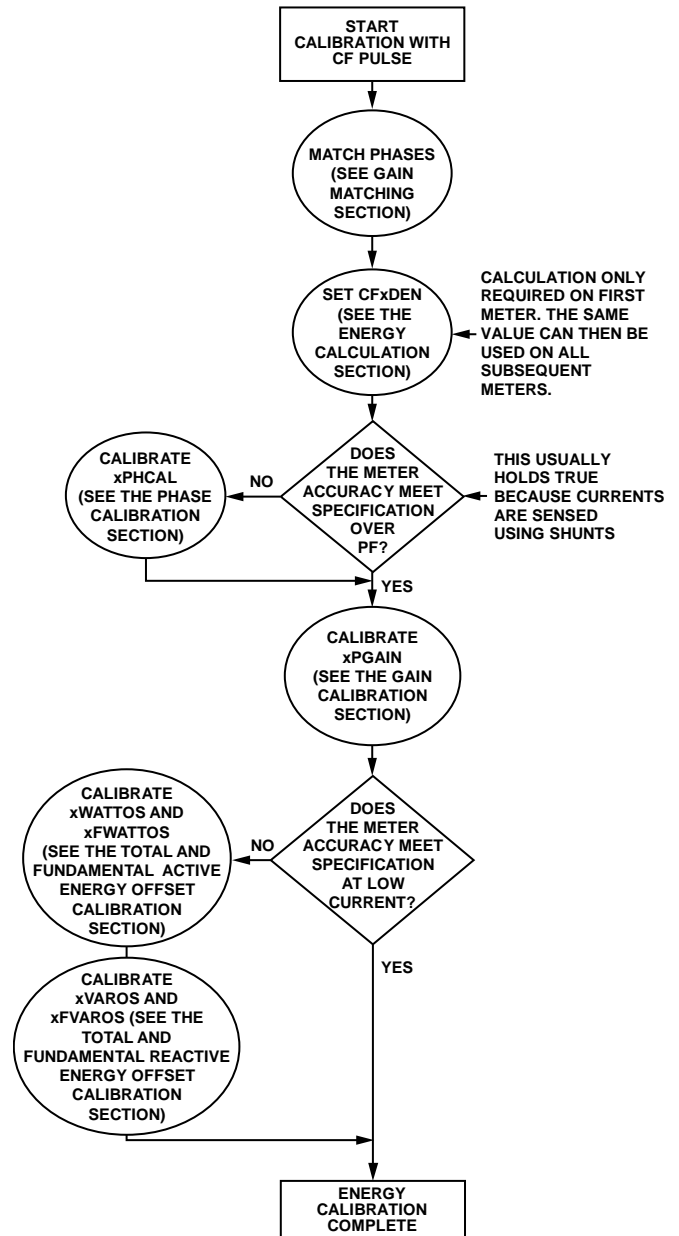 START
CALIBRATION WITH
CF PULSE
MATCH PHASES
(SEE GAIN
MATCHING
SECTION)
SET CFxDEN
(SEE THE
ENERGY
CALCULATION
SECTION)
CALCULATION ONLY
REQUIRED ON FIRST
METER. THE SAME
VALUE CAN THEN BE
USED ON ALL
SUBSEQUENT
METERS.
DOES
THE METER
ACCURACY MEET
SPECIFICATION
OVER
PF?
THIS USUALLY
HOLDS TRUE
BECAUSE CURRENTS
ARE SENSED
USING SHUNTS
NO
CALIBRATE
xPHCAL
(SEE THE PHASE
CALIBRATION
SECTION)
YES
CALIBRATE
xPGAIN
(SEE THE GAIN
CALIBRATION
SECTION)
DOES
THE METER
ACCURACY MEET
SPECIFICATION
AT LOW
CURRENT?
NO
CALIBRATE
xWATTOS AND
xFWATTOS
(SEE THE TOTAL AND
FUNDAMENTAL ACTIVE
ENERGY OFFSET
CALIBRATION
SECTION)
YES
CALIBRATE
xVAROS AND
xFVAROS (SEE THE
TOTAL AND
FUNDAMENTAL REACTIVE
ENERGY OFFSET
CALIBRATION
SECTION)
ENERGY
CALIBRATION
COMPLETE